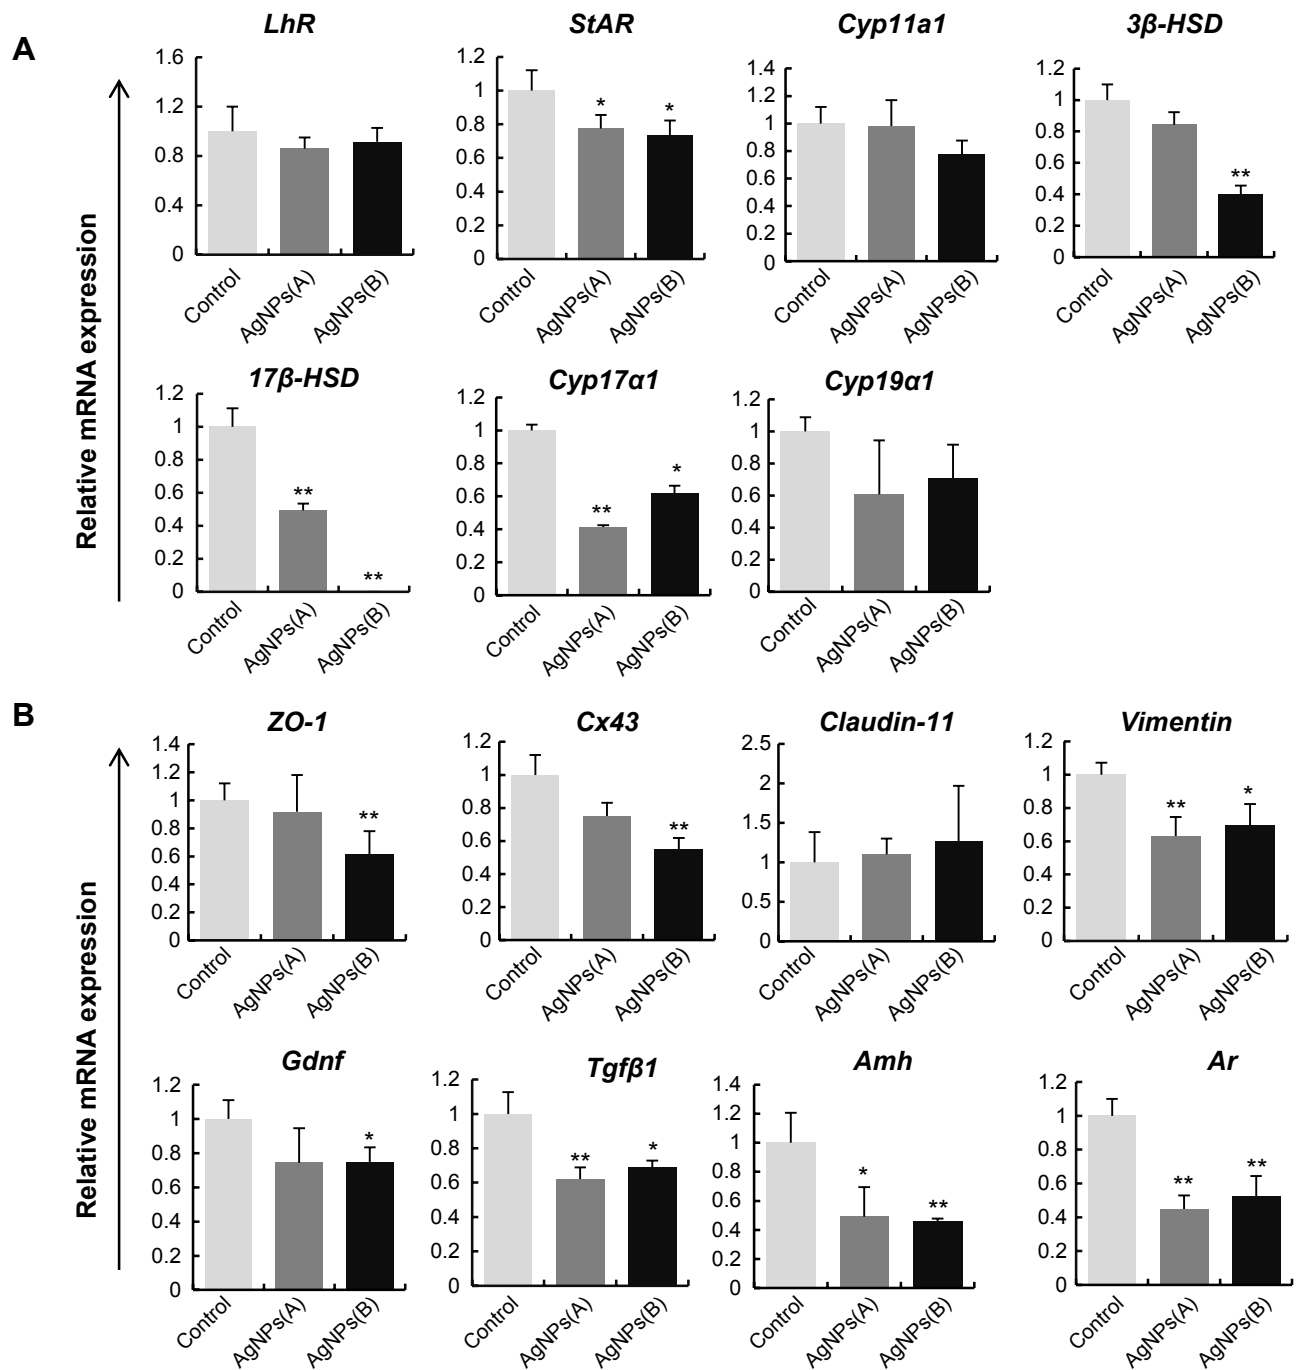 A
Relative mRNA expression
LhR
1.6
1.2
0.8
0.4
0
Control
AgNPs(A)
AgNPs(B)
StAR
1.2
1
0.8
0.6
0.4
0.2
0
*
*
Control
AgNPs(A)
AgNPs(B)
Cyp11a1
1.4
1.2
1
0.8
0.6
0.4
0.2
0
Control
AgNPs(A)
AgNPs(B)
3β-HSD
1.2
1
0.8
0.6
0.4
0.2
0
**
Control
AgNPs(A)
AgNPs(B)
17β-HSD
1.2
1
0.8
0.6
0.4
0.2
0
**
**
Control
AgNPs(A)
AgNPs(B)
Cyp17α1
1.2
1
0.8
0.6
0.4
0.2
0
**
*
Control
AgNPs(A)
AgNPs(B)
Cyp19α1
1.2
1
0.8
0.6
0.4
0.2
0
Control
AgNPs(A)
AgNPs(B)
B
Relative mRNA expression
ZO-1
1.4
1.2
1
0.8
0.6
0.4
0.2
0
**
Control
AgNPs(A)
AgNPs(B)
Cx43
1.2
1
0.8
0.6
0.4
0.2
0
**
Control
AgNPs(A)
AgNPs(B)
Claudin-11
2.5
2
1.5
1
0.5
0
Control
AgNPs(A)
AgNPs(B)
Vimentin
1.2
1
0.8
0.6
0.4
0.2
0
**
*
Control
AgNPs(A)
AgNPs(B)
Gdnf
1.2
1
0.8
0.6
0.4
0.2
0
*
Control
AgNPs(A)
AgNPs(B)
Tgfβ1
1.2
1
0.8
0.6
0.4
0.2
0
**
*
Control
AgNPs(A)
AgNPs(B)
Amh
1.4
1.2
1
0.8
0.6
0.4
0.2
0
*
**
Control
AgNPs(A)
AgNPs(B)
Ar
1.2
1
0.8
0.6
0.4
0.2
0
**
**
Control
AgNPs(A)
AgNPs(B)